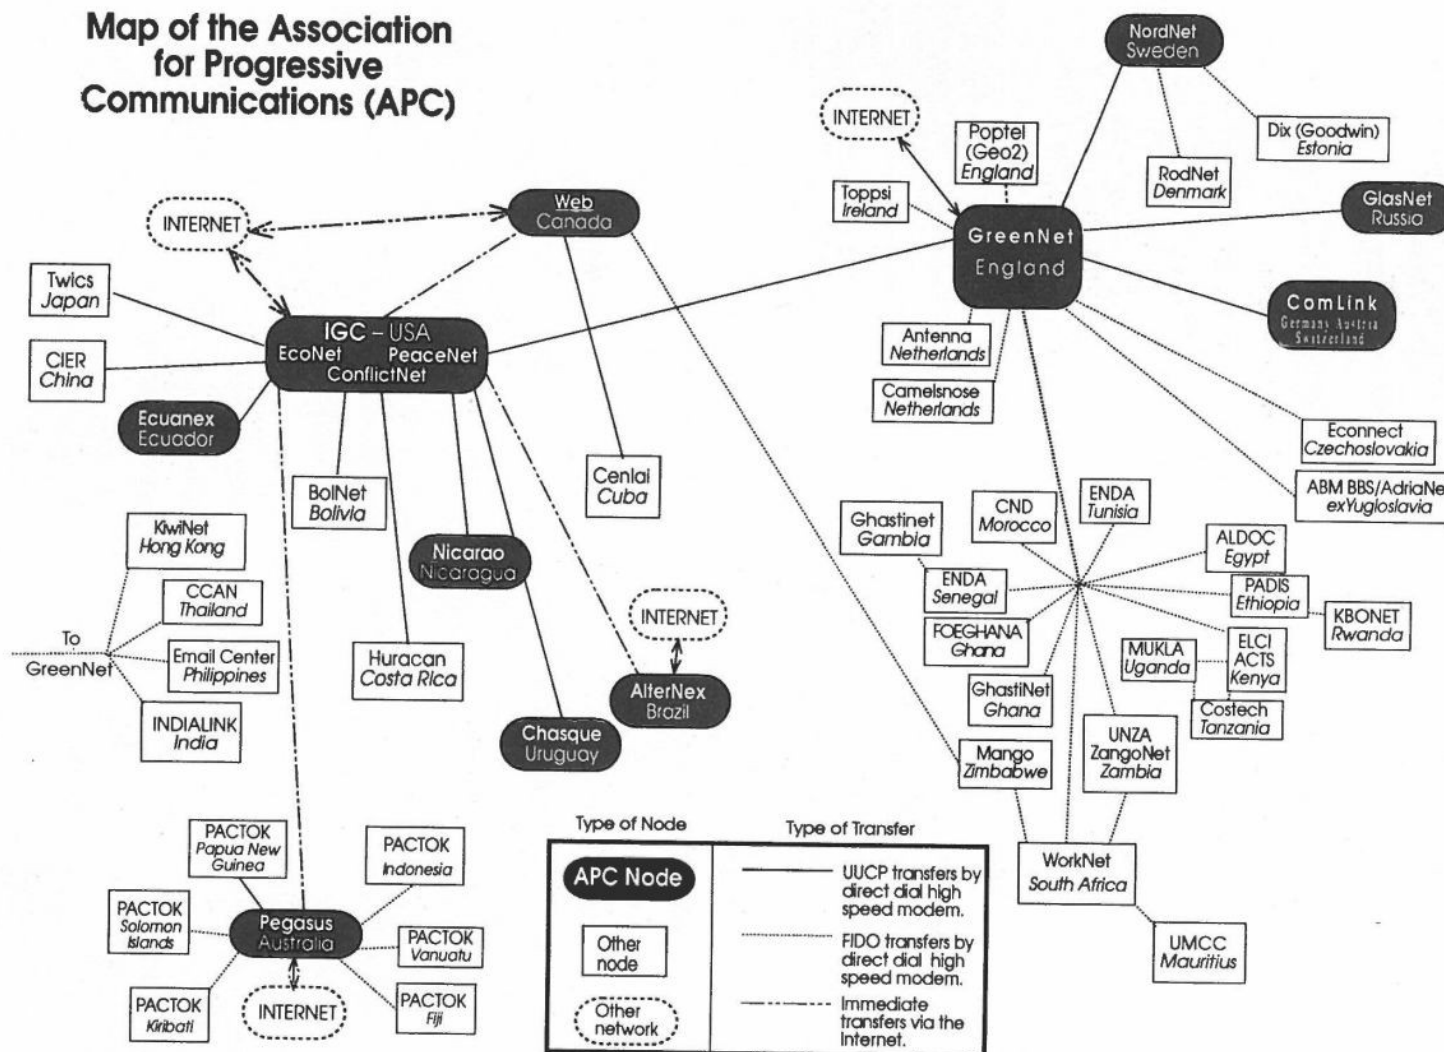 Map of the Association
for Progressive
Communications (APC)
NordNet
Sweden
INTERNET
Poptel
(Geo2)
England
Dix (Goodwin)
Estonia
RodNet
Denmark
Toppsi
Ireland
GlasNet
Russia
GreenNet
England
ComLink
Germany Austria
Switzerland
Web
Canada
INTERNET
Twics
Japan
IGC - USA
EcoNet PeaceNet
ConflictNet
CIER
China
Ecuanex
Ecuador
Antenna
Netherlands
Camelsnose
Netherlands
Econnect
Czechoslovakia
ABM BBS/AdriaNe
exYugloslavia
BolNet
Bolivia
Cenlai
Cuba
KiwiNet
Hong Kong
Nicarao
Nicaragua
CCAN
Thailand
To
GreenNet
Email Center
Philippines
INDIALINK
India
Huracan
Costa Rica
INTERNET
AlterNex
Brazil
Chasque
Uruguay
CND
Morocco
ENDA
Tunisia
Ghastinet
Gambia
ALDOC
Egypt
ENDA
Senegal
PADIS
Ethiopia
KBONET
Rwanda
FOEGHANA
Ghana
MUKLA
Uganda
ELCI
ACTS
Kenya
GhastiNet
Ghana
Costech
Tanzania
Mango
Zimbabwe
UNZA
ZangoNet
Zambia
WorkNet
South Africa
UMCC
Mauritius
PACTOK
Papua New
Guinea
PACTOK
Indonesia
PACTOK
Solomon
Islands
Pegasus
Australia
PACTOK
Vanuatu
PACTOK
Kiribati
INTERNET
PACTOK
Fiji
Type of Node
Type of Transfer
APC Node
UUCP transfers by
direct dial high
speed modem.
Other
node
FIDO transfers by
direct dial high
speed modem.
Other
network
Immediate
transfers via the
Internet.